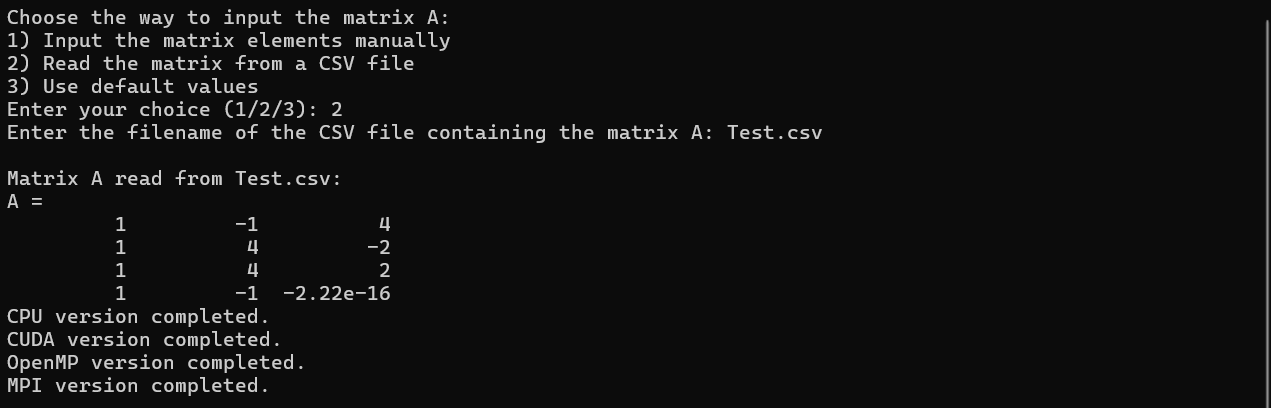 Choose the way to input the matrix A:
1) Input the matrix elements manually
2) Read the matrix from a CSV file
3) Use default values
Enter your choice (1/2/3): 2
Enter the filename of the CSV file containing the matrix A: Test.csv

Matrix A read from Test.csv:
A =
         1         -1          4
         1          4         -2
         1          4          2
         1         -1  -2.22e-16
CPU version completed.
CUDA version completed.
OpenMP version completed.
MPI version completed.